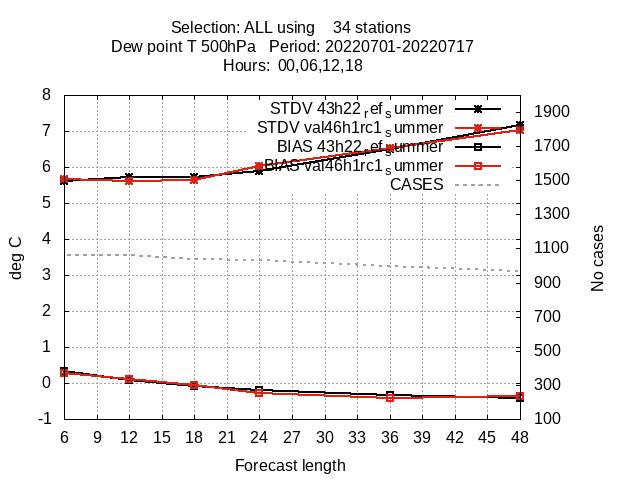 Selection: ALL using 34 stations
Dew point T 500hPa Period: 20220701-20220717
Hours: 00,06,12,18
STDV 43h22_ref_summer
STDV val46h1rc1_summer
BIAS 43h22_ref_summer
BIAS val46h1rc1_summer
CASES
8
7
6
5
4
3
2
1
0
-1
deg C
1900
1700
1500
1300
1100
900
700
500
300
100
No cases
6 9 12 15 18 21 24 27 30 33 36 39 42 45 48
Forecast length